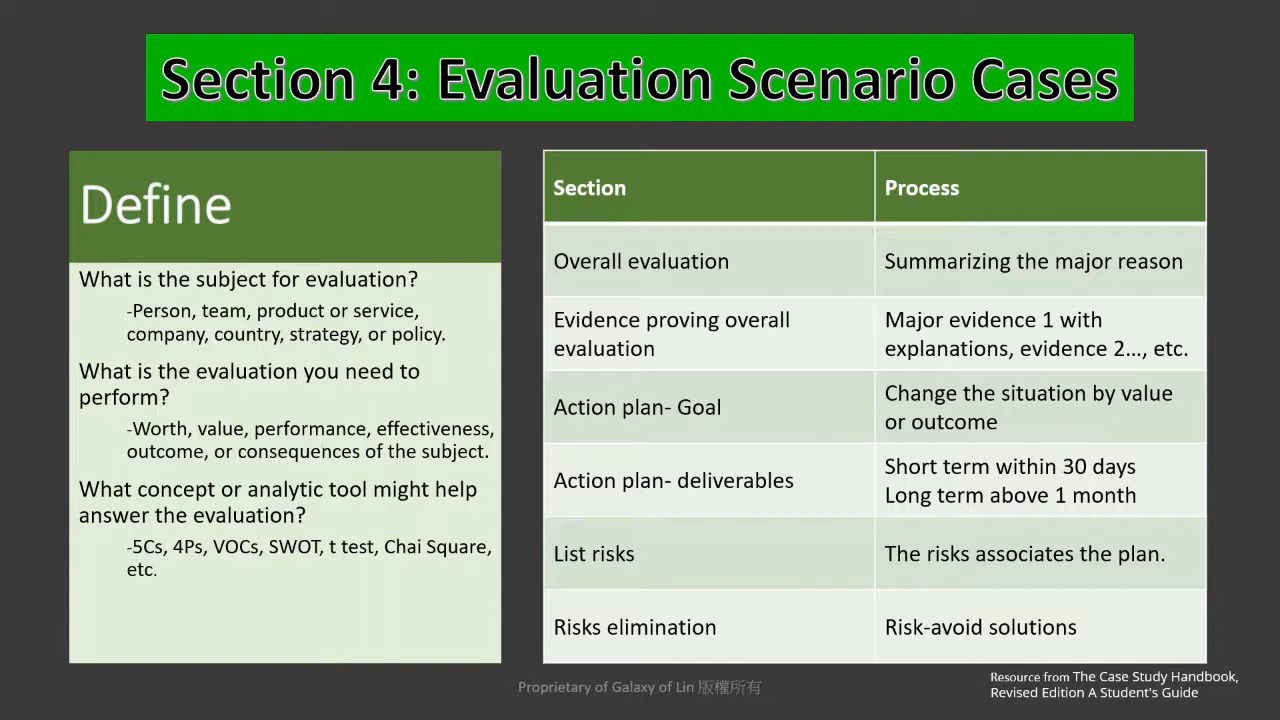 Section 4: Evaluation Scenario Cases
Define
What is the subject for evaluation?
-Person, team, product or service,
company, country, strategy, or policy.
What is the evaluation you need to
perform?
-Worth, value, performance, effectiveness,
outcome, or consequences of the subject.
What concept or analytic tool might help
answer the evaluation?
-5Cs, 4Ps, VOCs, SWOT, t test, Chai Square,
etc.
Section
Process
Overall evaluation
Summarizing the major reason
Evidence proving overall
evaluation
Major evidence 1 with
explanations, evidence 2…, etc.
Action plan- Goal
Change the situation by value
or outcome
Action plan- deliverables
Short term within 30 days
Long term above 1 month
List risks
The risks associates the plan.
Risks elimination
Risk-avoid solutions
Proprietary of Galaxy of Lin 版權所有
Resource from The Case Study Handbook,
Revised Edition A Student's Guide